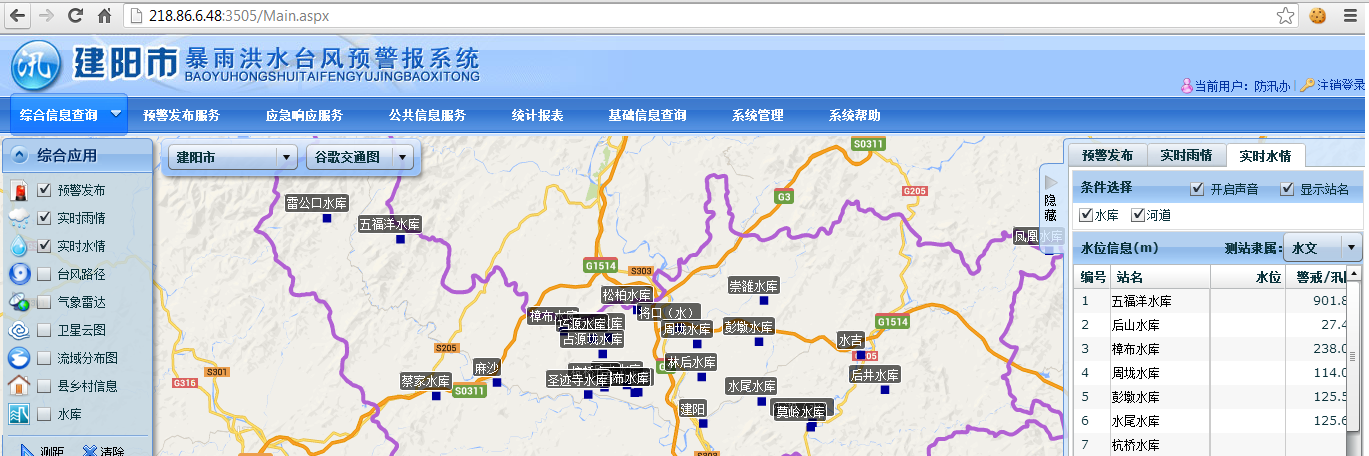 218.86.6.48:3505/Main.aspx
汛 建阳市 暴雨洪水台风预警报系统
BAOYUHONGSHUITAIFENGYUJINGBAOXITONG
当前用户：防汛办 | 注销登录
综合信息查询 预警发布服务 应急响应服务 公共信息服务 统计报表 基础信息查询 系统管理 系统帮助
综合应用
预警发布
实时雨情
实时水情
台风路径
气象雷达
卫星云图
流域分布图
县乡村信息
水库
测距 清除
建阳市 谷歌交通图
S0311
G205
G3
雷公口水库
五福洋水库
凤凰水库
G1514
S303
崇雒水库
松柏水库
将口（水）
樟布水库
巧源水库
周垅水库
彭墩水库
G1514
占源垅水库
水吉
S205
S205
林后水库
麻沙
蔡家水库
圣迹寺水库
水尾水库
后井水库
G316
S301
S0311
建阳
莫岭水库
S303
隐藏
预警发布 实时雨情 实时水情
条件选择 开启声音 显示站名
水库 河道
水位信息(m) 测站隶属: 水文
编号 站名 水位 警戒/汛
1 五福洋水库 901.8
2 后山水库 27.4
3 樟布水库 238.0
4 周垅水库 114.0
5 彭墩水库 125.5
6 水尾水库 125.6
7 杭桥水库